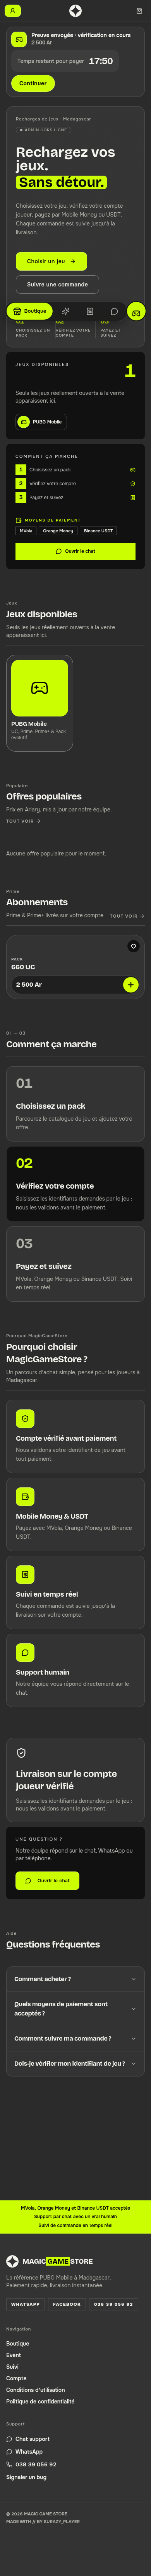 Preuve envoyée · vérification en cours
2 500 Ar
Temps restant pour payer 17:50
Continuer
Recharges de jeux · Madagascar
ADMIN HORS LIGNE
Rechargez vos
jeux.
Sans détour.
Choisissez votre jeu, vérifiez votre compte
joueur, payez par Mobile Money ou USDT.
Chaque commande est suivie jusqu'à la
livraison.
Choisir un jeu →
Suivre une commande
Boutique
01 02 03
CHOISISSEZ UN PACK
VÉRIFIEZ VOTRE COMPTE
PAYEZ ET SUIVEZ
JEUX DISPONIBLES
1
Seuls les jeux réellement ouverts à la vente
apparaissent ici.
PUBG Mobile
COMMENT ÇA MARCHE
1 Choisissez un pack
2 Vérifiez votre compte
3 Payez et suivez
MOYENS DE PAIEMENT
MVola Orange Money Binance USDT
Ouvrir le chat
Jeux
Jeux disponibles
Seuls les jeux réellement ouverts à la vente
apparaissent ici.
PUBG Mobile
UC, Prime, Prime+ & Pack
évolutif
Populaire
Offres populaires
Prix en Ariary, mis à jour par notre équipe.
TOUT VOIR →
Aucune offre populaire pour le moment.
Prime
Abonnements
Prime & Prime+ livrés sur votre compte TOUT VOIR →
PACK
660 UC
2 500 Ar
01 — 03
Comment ça marche
01
Choisissez un pack
Parcourez le catalogue du jeu et ajoutez votre
offre.
02
Vérifiez votre compte
Saisissez les identifiants demandés par le jeu :
nous les validons avant le paiement.
03
Payez et suivez
MVola, Orange Money ou Binance USDT. Suivi
en temps réel.
Pourquoi MagicGameStore
Pourquoi choisir
MagicGameStore ?
Un parcours d'achat simple, pensé pour les joueurs à
Madagascar.
Compte vérifié avant paiement
Nous validons votre identifiant de jeu avant
tout paiement.
Mobile Money & USDT
Payez avec MVola, Orange Money ou Binance
USDT.
Suivi en temps réel
Chaque commande est suivie jusqu'à la
livraison sur votre compte.
Support humain
Notre équipe vous répond directement sur le
chat.
Livraison sur le compte
joueur vérifié
Saisissez les identifiants demandés par le jeu :
nous les validons avant le paiement.
UNE QUESTION ?
Notre équipe répond sur le chat, WhatsApp ou
par téléphone.
Ouvrir le chat
Aide
Questions fréquentes
Comment acheter ?
Quels moyens de paiement sont
acceptés ?
Comment suivre ma commande ?
Dois-je vérifier mon identifiant de jeu ?
MVola, Orange Money et Binance USDT acceptés
Support par chat avec un vrai humain
Suivi de commande en temps réel
MAGICGAMESTORE
La référence PUBG Mobile à Madagascar.
Paiement rapide, livraison instantanée.
WHATSAPP FACEBOOK 038 39 056 92
Navigation
Boutique
Event
Suivi
Compte
Conditions d'utilisation
Politique de confidentialité
Support
Chat support
WhatsApp
038 39 056 92
Signaler un bug
© 2026 MAGIC GAME STORE
MADE WITH // BY SURAZY_PLAYER